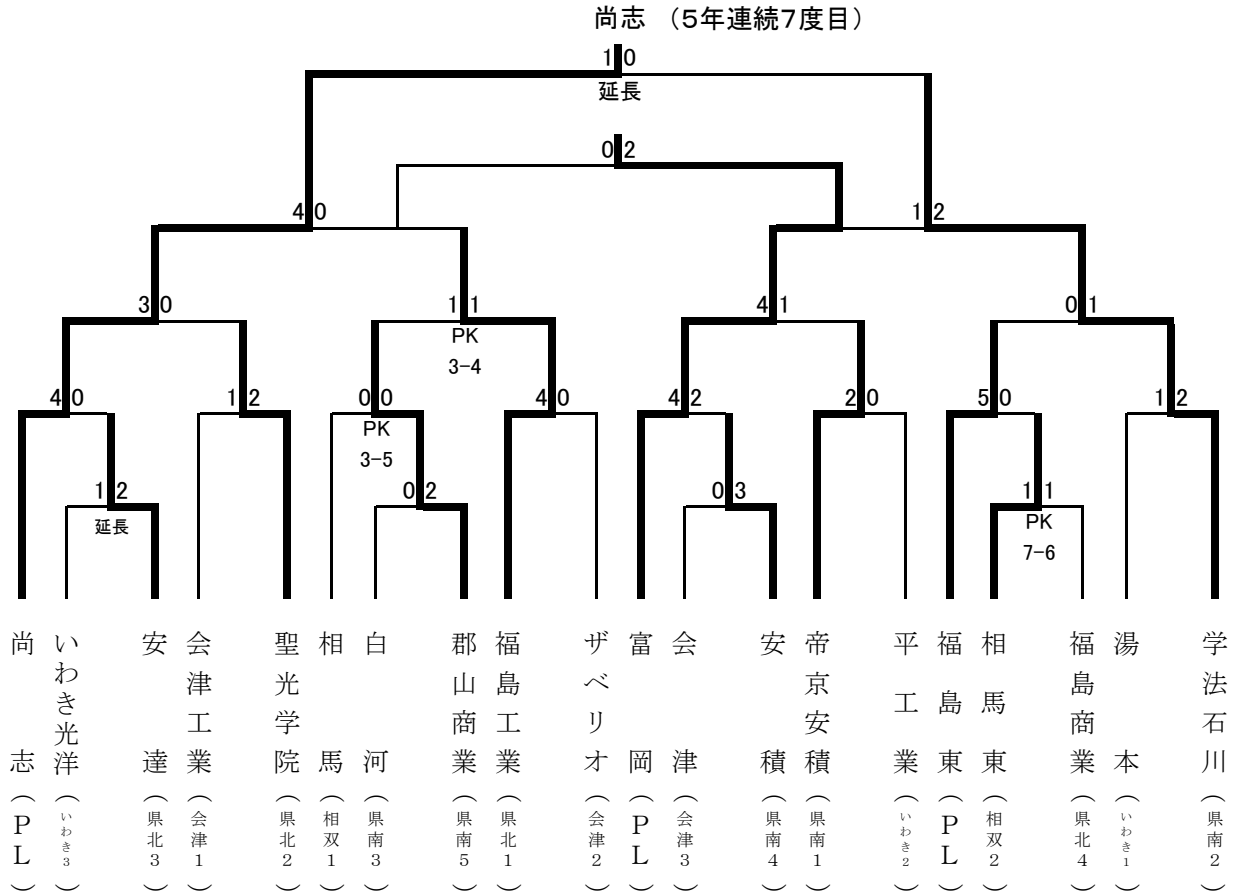 尚志 (5年連続7度目)
1 0
延長
0 2
4 0
1 2
3 0
1 1
4 1
0 1
PK
3-4
4 0
1 2
0 0
4 0
4 2
2 0
5 0
1 2
PK
3-5
1 2
0 2
0 3
1 1
延長
PK
7-6
尚志(PL)
いわき光洋(いわき3)
安達(県北3)
会津工業(会津1)
聖光学院(県北2)
相馬(相双1)
白河(県南3)
郡山商業(県南5)
福島工業(県北1)
ザベリオ(会津2)
富岡(PL)
会津(会津3)
安積(県南4)
帝京安積(県南1)
平工業(いわき2)
福島東(PL)
相馬東(相双2)
福島商業(県北4)
湯本(いわき1)
学法石川(県南2)